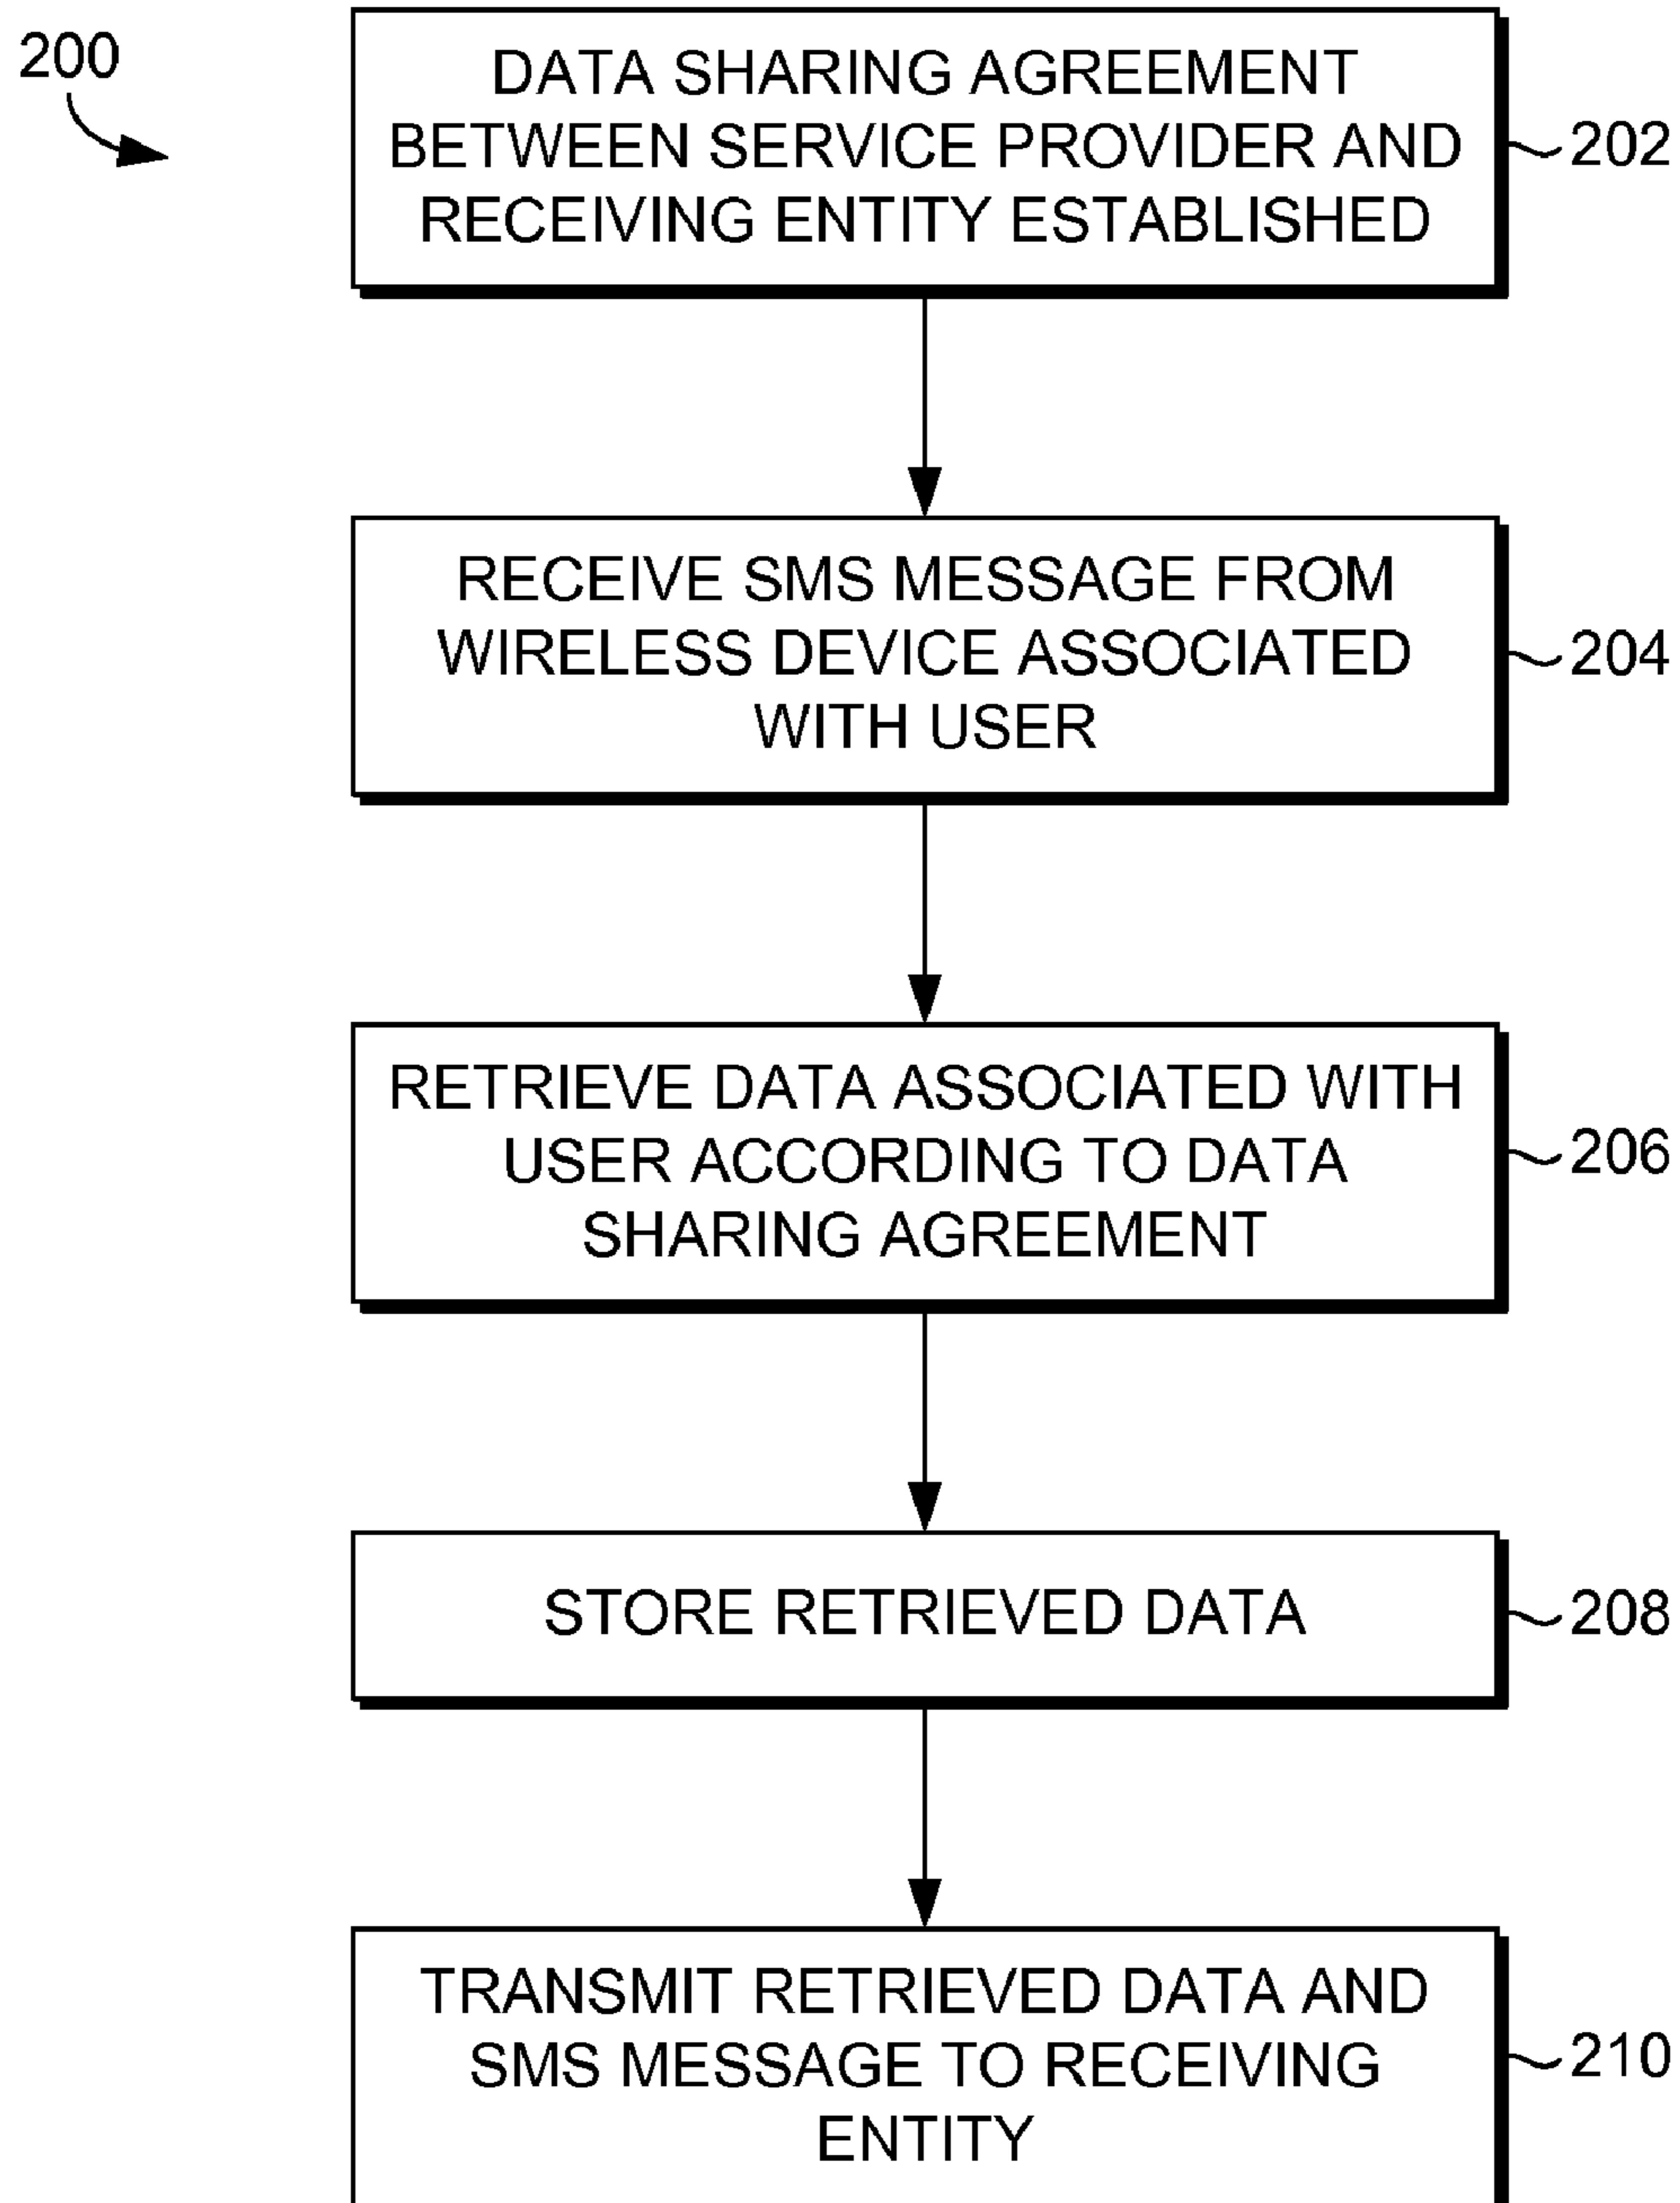 200
DATA SHARING AGREEMENT
BETWEEN SERVICE PROVIDER AND
RECEIVING ENTITY ESTABLISHED
202
RECEIVE SMS MESSAGE FROM
WIRELESS DEVICE ASSOCIATED
WITH USER
204
RETRIEVE DATA ASSOCIATED WITH
USER ACCORDING TO DATA
SHARING AGREEMENT
206
STORE RETRIEVED DATA
208
TRANSMIT RETRIEVED DATA AND
SMS MESSAGE TO RECEIVING
ENTITY
210